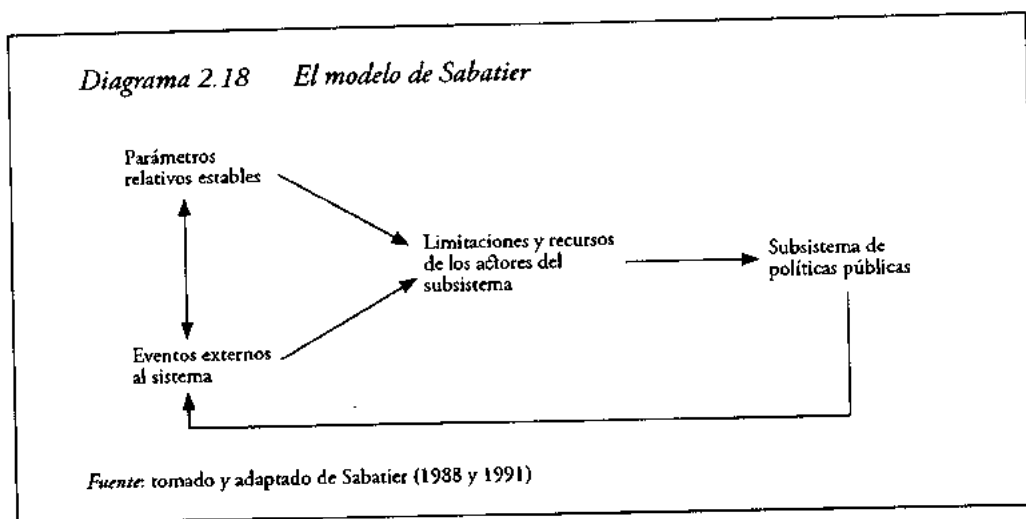 Diagrama 2.18 El modelo de Sabatier
Parámetros
relativos estables
Limitaciones y recursos
de los actores del
subsistema
Subsistema de
políticas públicas
Eventos externos
al sistema
Fuente: tomado y adaptado de Sabatier (1988 y 1991)